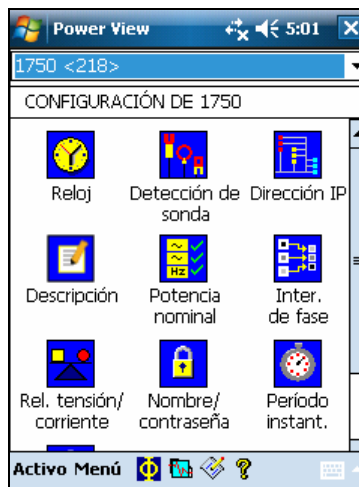 Power View 5:01
1750 <218>
CONFIGURACIÓN DE 1750
Reloj
Detección de sonda
Dirección IP
Descripción
Potencia nominal
Inter. de fase
Rel. tensión/ corriente
Nombre/ contraseña
Período instant.
Activo Menú